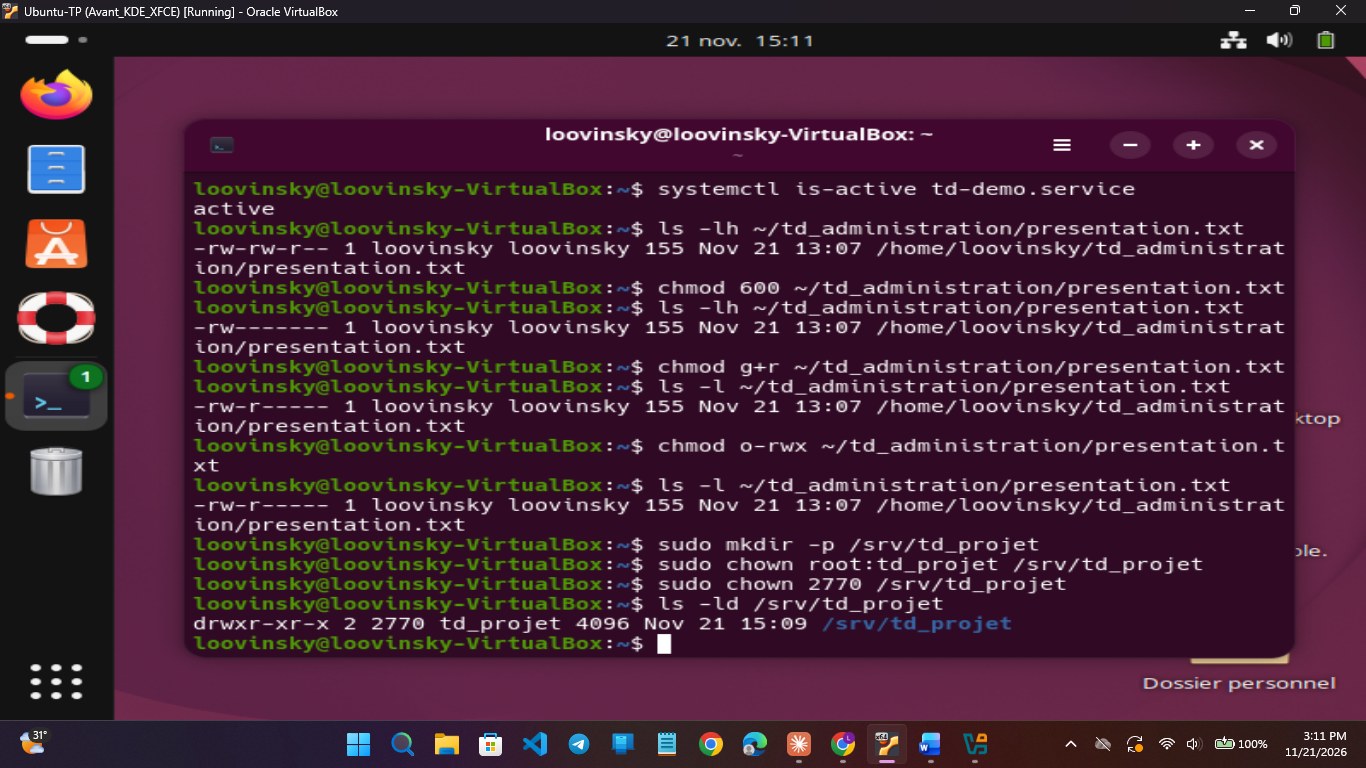 Ubuntu-TP (Avant_KDE_XFCE) [Running] - Oracle VirtualBox
21 nov. 15:11
loovinsky@loovinsky-VirtualBox: ~
~
loovinsky@loovinsky-VirtualBox:~$ systemctl is-active td-demo.service
active
loovinsky@loovinsky-VirtualBox:~$ ls -lh ~/td_administration/presentation.txt
-rw-rw-r-- 1 loovinsky loovinsky 155 Nov 21 13:07 /home/loovinsky/td_administrat
ion/presentation.txt
loovinsky@loovinsky-VirtualBox:~$ chmod 600 ~/td_administration/presentation.txt
loovinsky@loovinsky-VirtualBox:~$ ls -lh ~/td_administration/presentation.txt
-rw------- 1 loovinsky loovinsky 155 Nov 21 13:07 /home/loovinsky/td_administrat
ion/presentation.txt
loovinsky@loovinsky-VirtualBox:~$ chmod g+r ~/td_administration/presentation.txt
loovinsky@loovinsky-VirtualBox:~$ ls -l ~/td_administration/presentation.txt
-rw-r----- 1 loovinsky loovinsky 155 Nov 21 13:07 /home/loovinsky/td_administrat
ion/presentation.txt
loovinsky@loovinsky-VirtualBox:~$ chmod o-rwx ~/td_administration/presentation.t
xt
loovinsky@loovinsky-VirtualBox:~$ ls -l ~/td_administration/presentation.txt
-rw-r----- 1 loovinsky loovinsky 155 Nov 21 13:07 /home/loovinsky/td_administrat
ion/presentation.txt
loovinsky@loovinsky-VirtualBox:~$ sudo mkdir -p /srv/td_projet
loovinsky@loovinsky-VirtualBox:~$ sudo chown root:td_projet /srv/td_projet
loovinsky@loovinsky-VirtualBox:~$ sudo chown 2770 /srv/td_projet
loovinsky@loovinsky-VirtualBox:~$ ls -ld /srv/td_projet
drwxr-xr-x 2 2770 td_projet 4096 Nov 21 15:09 /srv/td_projet
loovinsky@loovinsky-VirtualBox:~$
1
>_
ktop
ole.
Dossier personnel
31°
100%
3:11 PM
11/21/2026